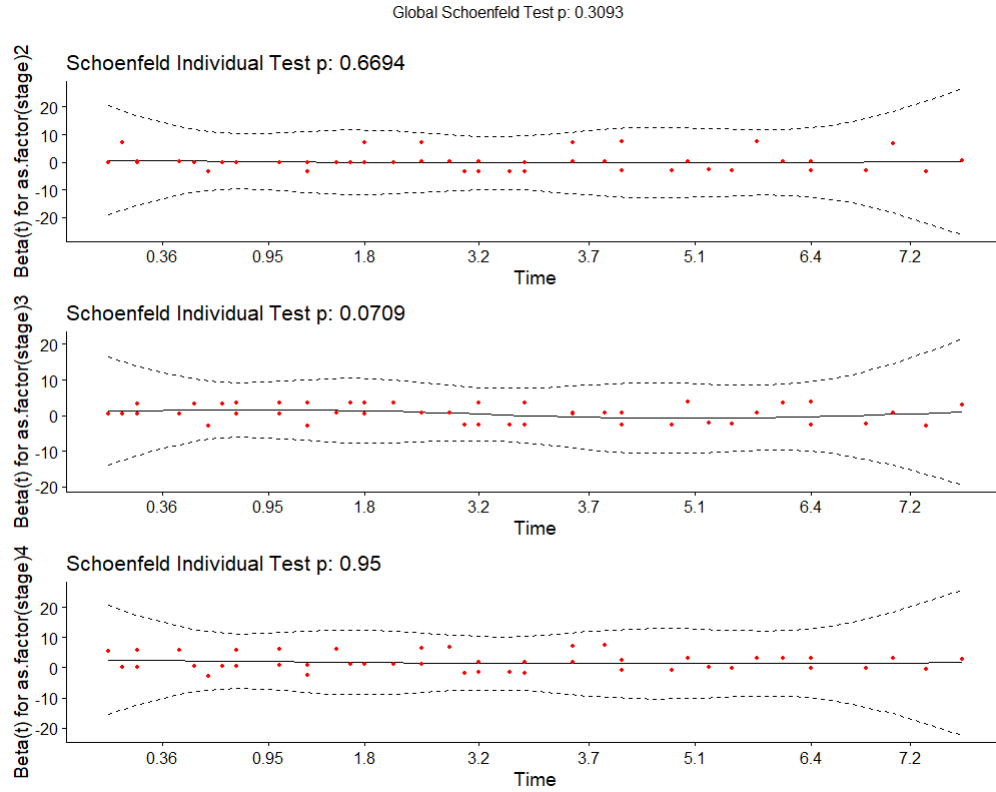 Global Schoenfeld Test p: 0.3093
Schoenfeld Individual Test p: 0.6694
Beta(t) for as.factor(stage)2
20
10
0
-10
-20
0.36 0.95 1.8 3.2 3.7 5.1 6.4 7.2
Time
Schoenfeld Individual Test p: 0.0709
Beta(t) for as.factor(stage)3
20
10
0
-10
-20
0.36 0.95 1.8 3.2 3.7 5.1 6.4 7.2
Time
Schoenfeld Individual Test p: 0.95
Beta(t) for as.factor(stage)4
20
10
0
-10
-20
0.36 0.95 1.8 3.2 3.7 5.1 6.4 7.2
Time